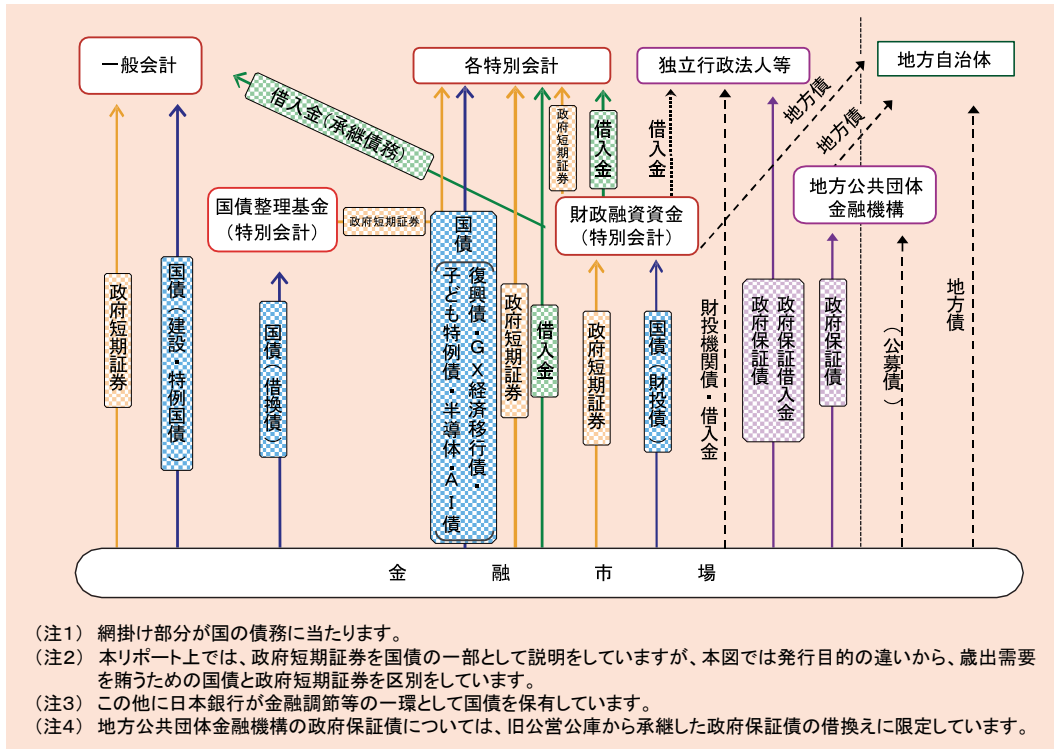 一般会計
各特別会計
独立行政法人等
地方自治体
借入金(承継債務)
政府短期証券
借入金
借入金
地方債
地方債
地方公共団体
金融機構
国債整理基金
(特別会計)
政府短期証券
財政融資資金
(特別会計)
政府短期証券
国債(建設・特例国債)
国債(借換債)
国債
復興債・GX経済移行債・
子ども特例債・半導体・AI債
政府短期証券
借入金
政府短期証券
国債(財投債)
財投機関債・借入金
政府保証借入金
政府保証債
政府保証債
(公募債)
地方債
金融市場
(注1) 網掛け部分が国の債務に当たります。
(注2) 本リポート上では、政府短期証券を国債の一部として説明をしていますが、本図では発行目的の違いから、歳出需要
を賄うための国債と政府短期証券を区別をしています。
(注3) この他に日本銀行が金融調節等の一環として国債を保有しています。
(注4) 地方公共団体金融機構の政府保証債については、旧公営公庫から承継した政府保証債の借換えに限定しています。